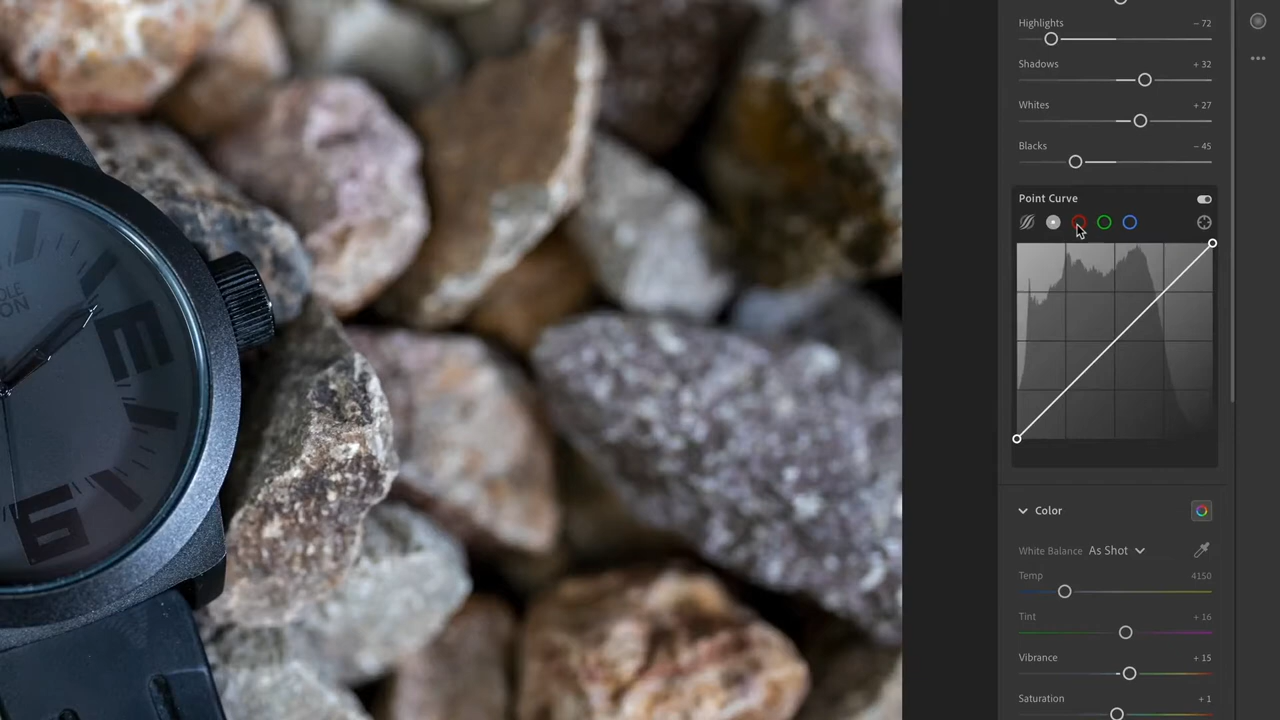 Highlights
- 72
Shadows
+ 32
Whites
+ 27
Blacks
- 45
Point Curve
Color
White Balance As Shot
Temp
4150
Tint
+ 16
Vibrance
+ 15
Saturation
+ 1
6